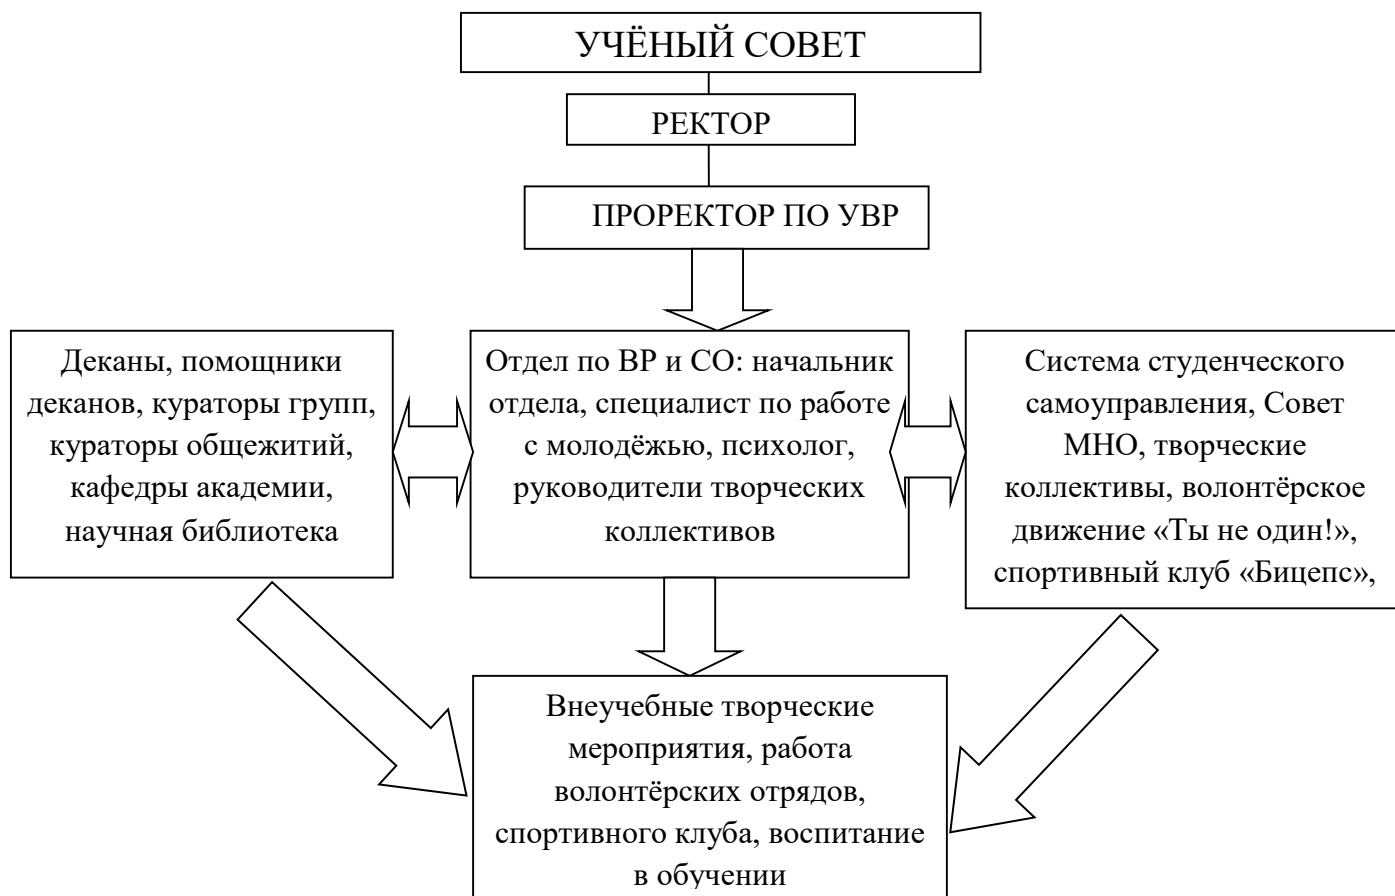 УЧЁНЫЙ СОВЕТ
РЕКТОР
ПРОРЕКТОР ПО УВР
Деканы, помощники
деканов, кураторы групп,
кураторы общежитий,
кафедры академии,
научная библиотека
Отдел по ВР и СО: начальник
отдела, специалист по работе
с молодёжью, психолог,
руководители творческих
коллективов
Система студенческого
самоуправления, Совет
МНО, творческие
коллективы, волонтёрское
движение «Ты не один!»,
спортивный клуб «Бицепс»,
Внеучебные творческие
мероприятия, работа
волонтёрских отрядов,
спортивного клуба, воспитание
в обучении